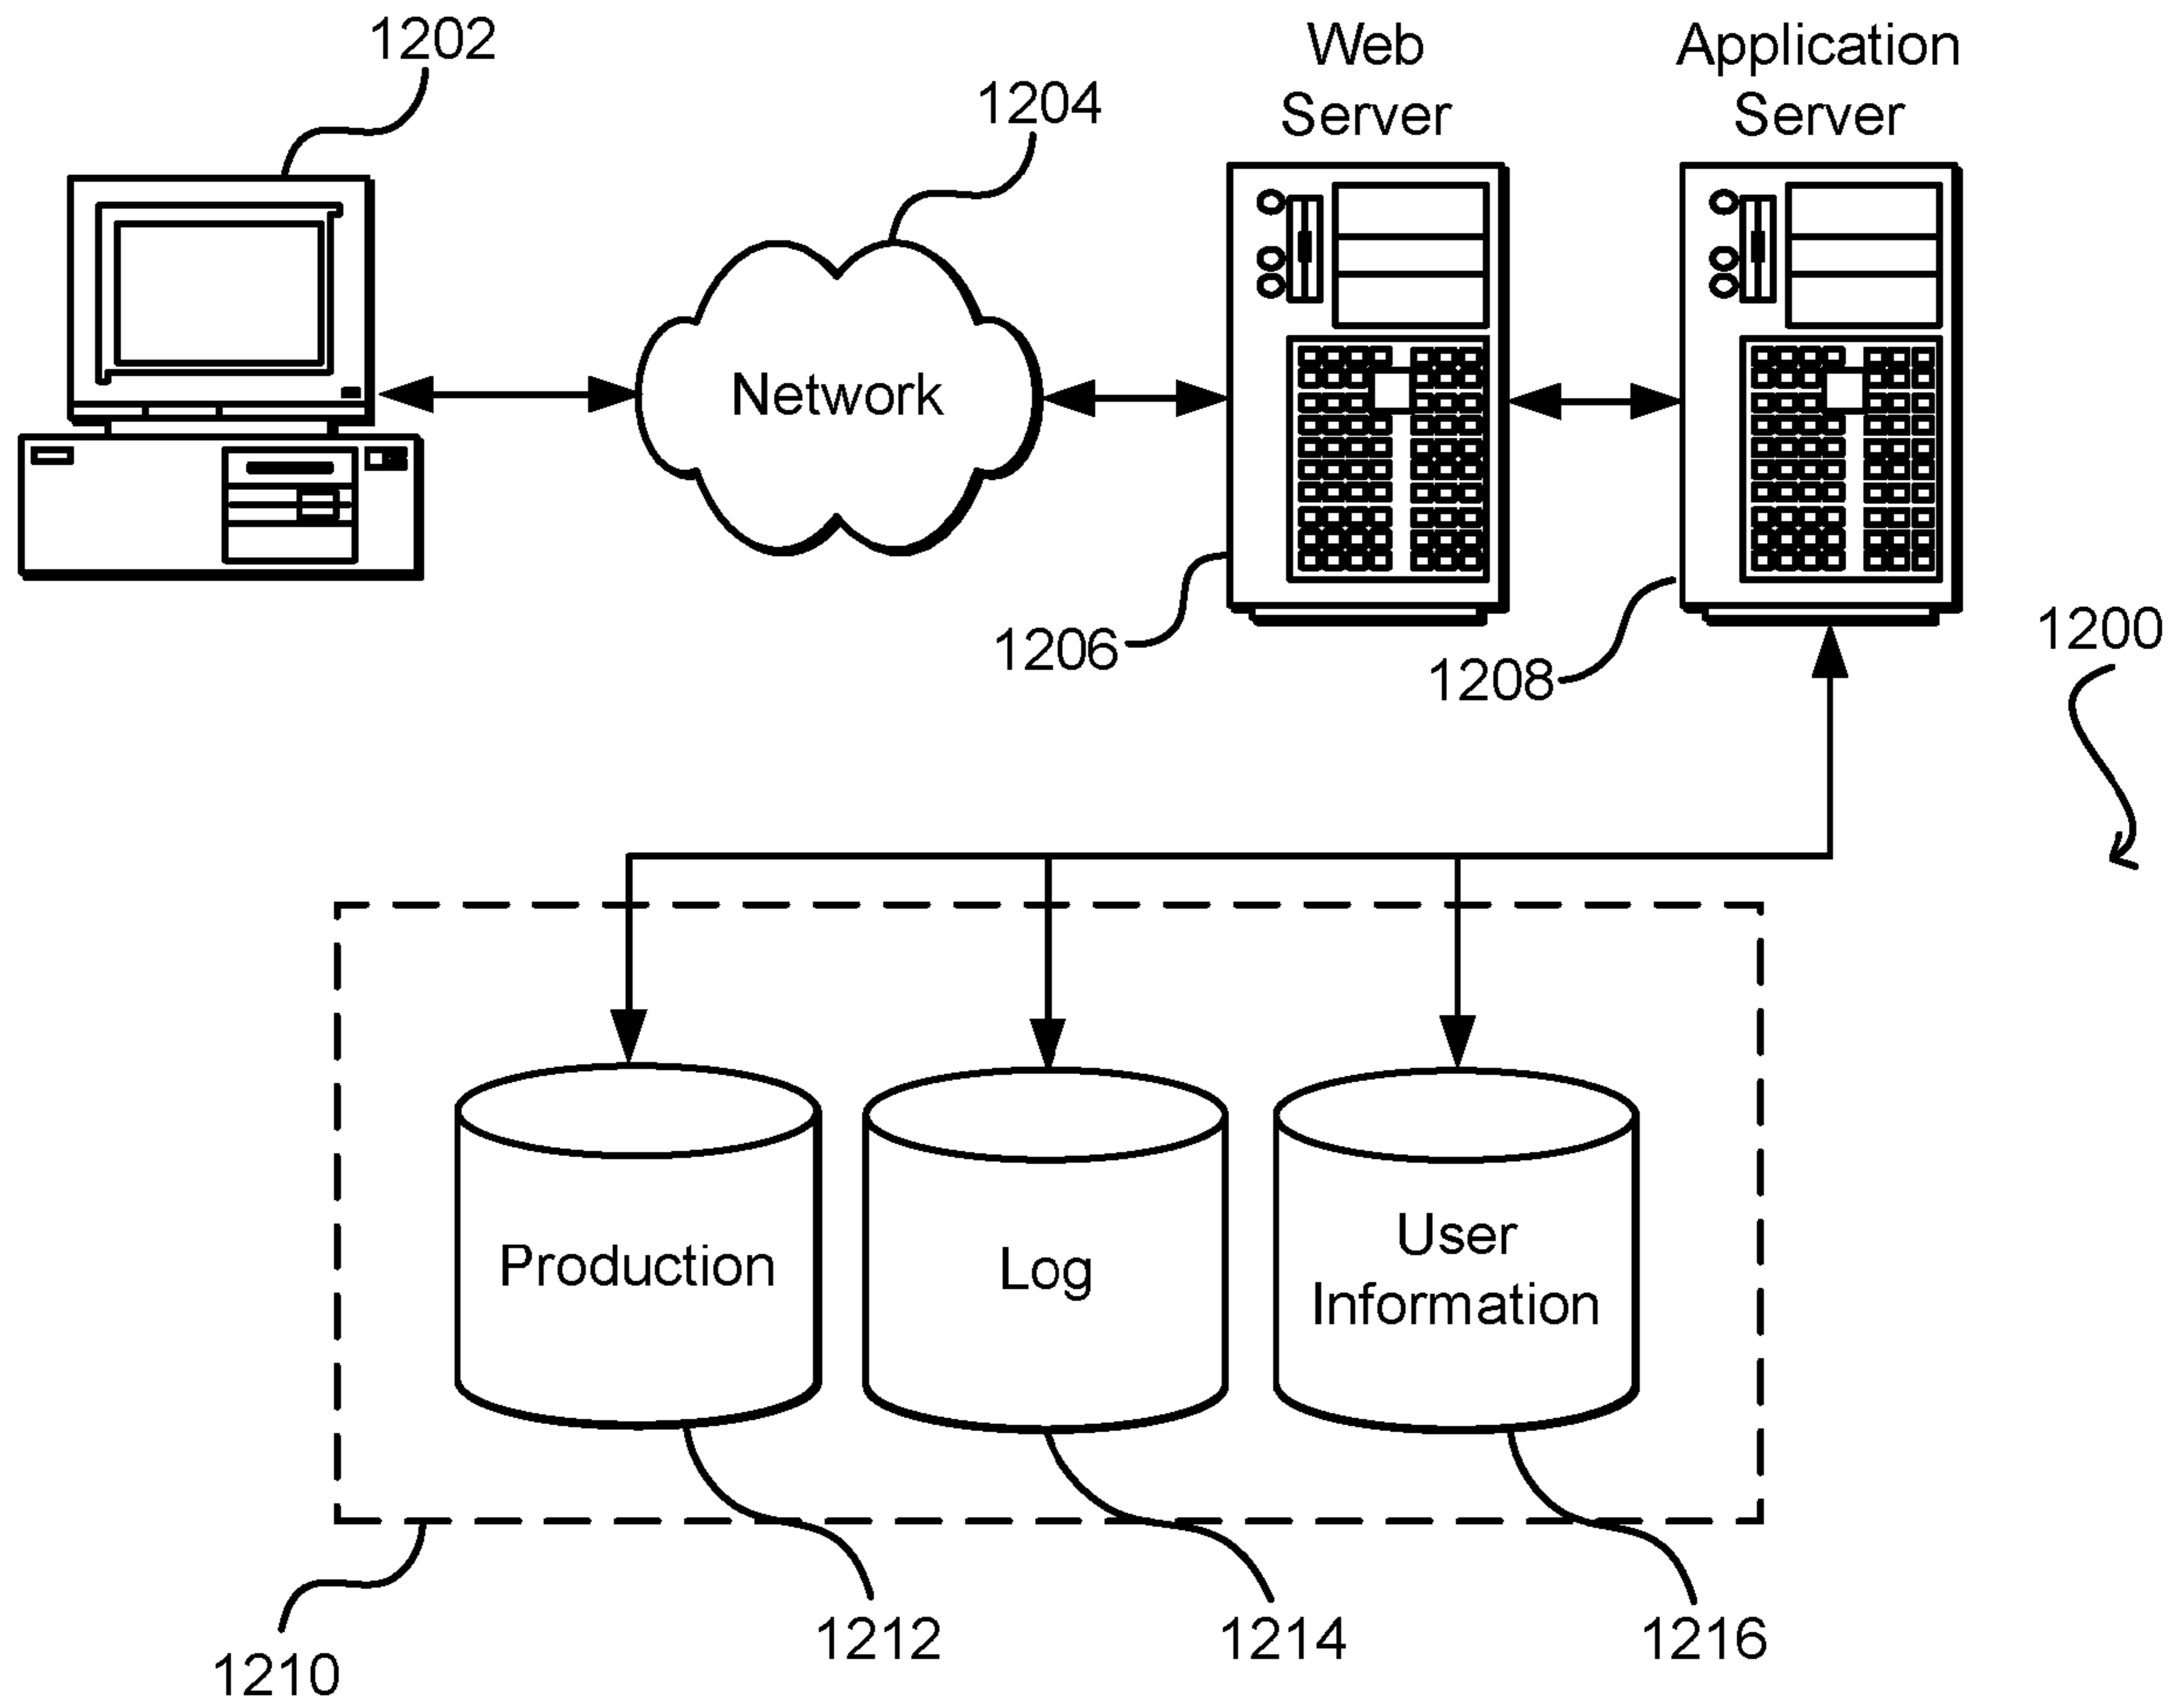 1202
1204
Web
Server
Application
Server
Network
1206
1208
1200
Production
Log
User
Information
1210
1212
1214
1216